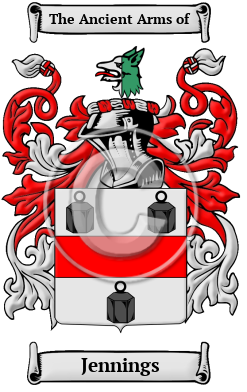 The Ancient Arms of
Jennings